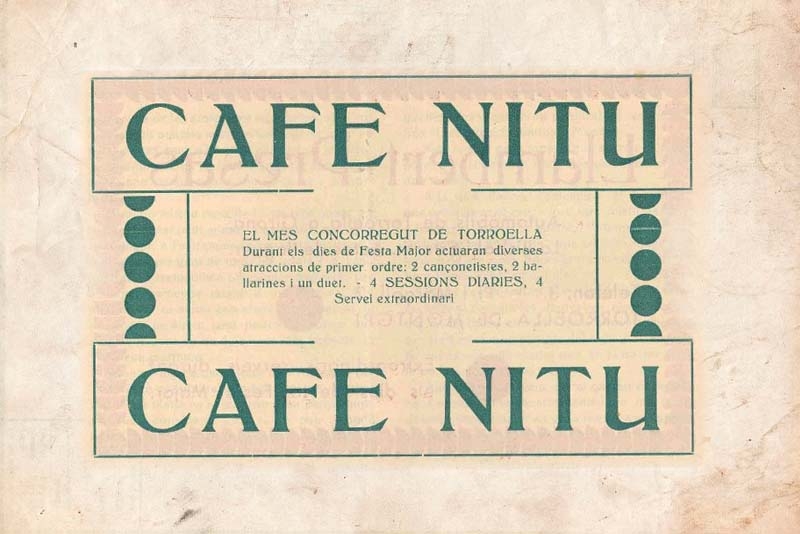 CAFE NITU
EL MES CONCORREGUT DE TORROELLA
Durant els dies de Festa Major actuaran diverses
atraccions de primer ordre: 2 cançonetistes, 2 ba-
llarines i un duet. - 4 SESSIONS DIARIES, 4
Servei extraordinari
CAFE NITU